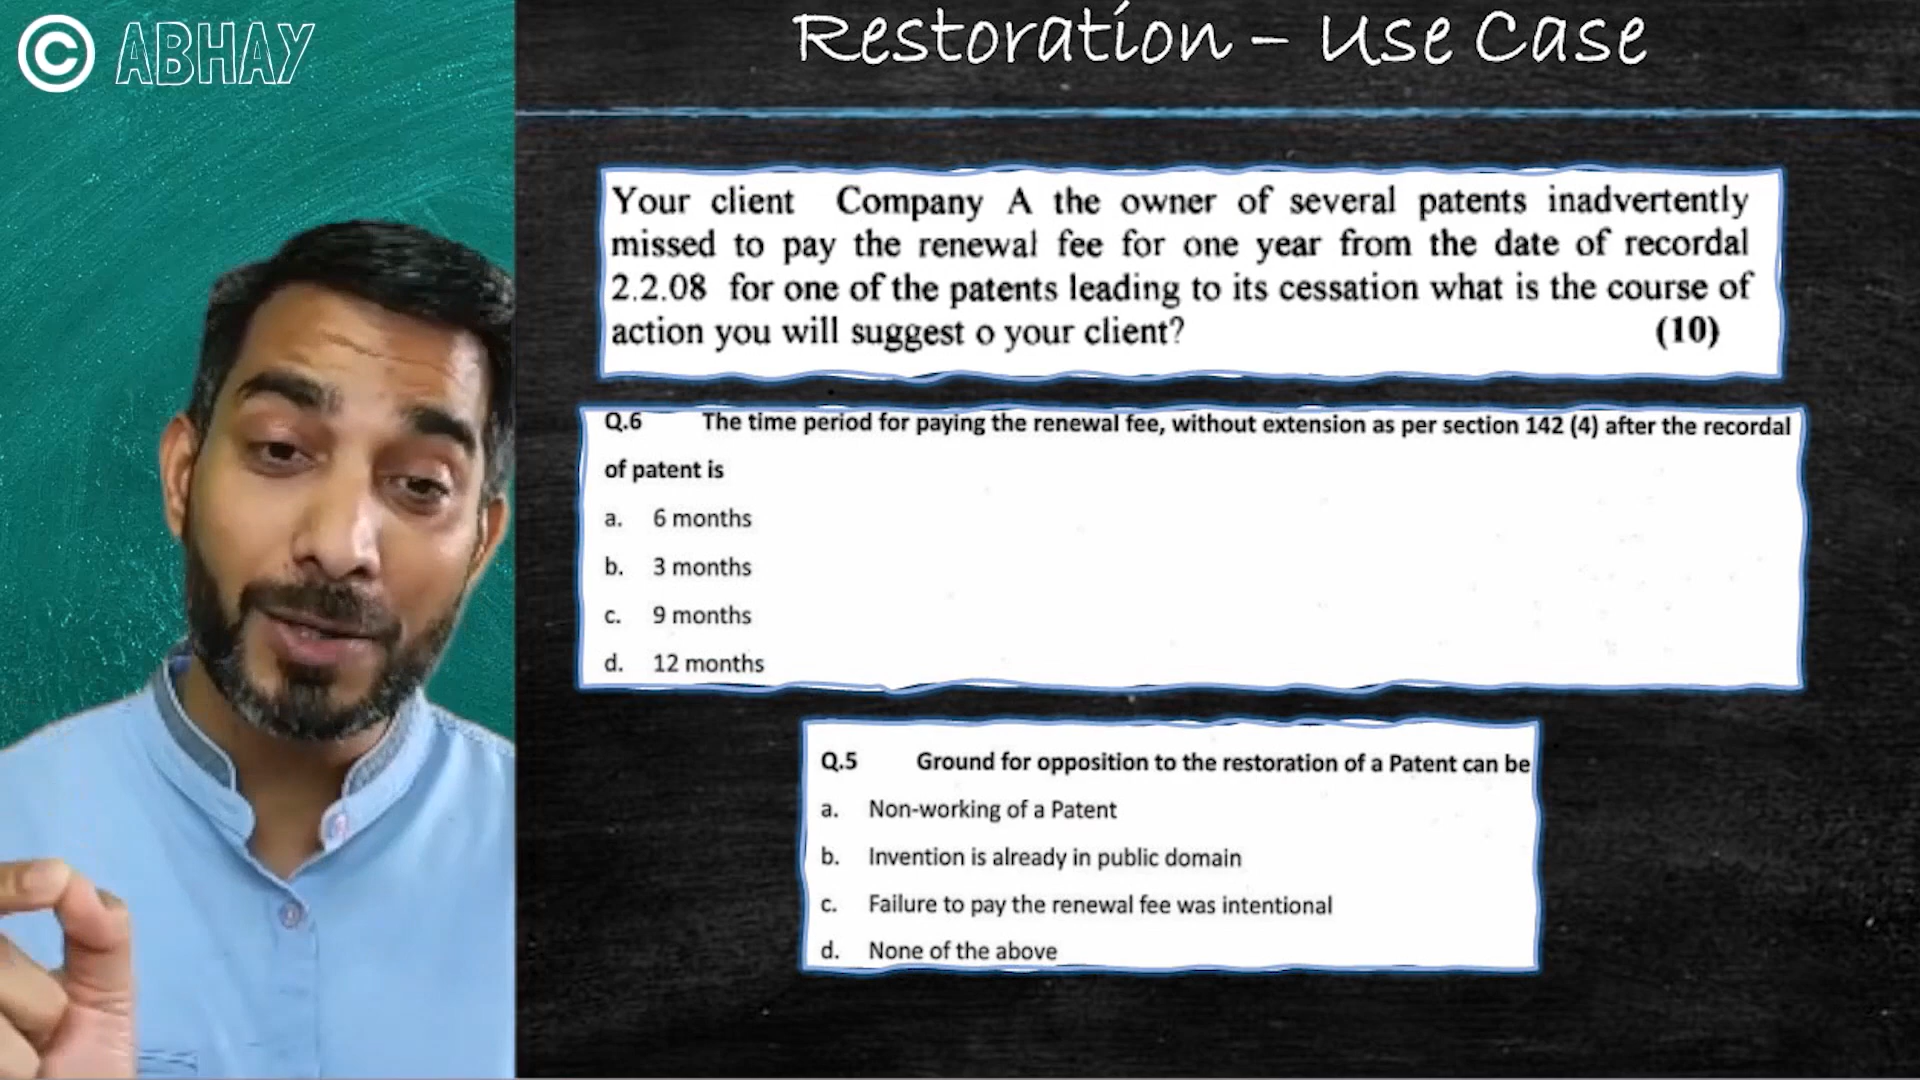 © ABHAY
Restoration – Use Case
Your client Company A the owner of several patents inadvertently
missed to pay the renewal fee for one year from the date of recordal
2.2.08 for one of the patents leading to its cessation what is the course of
action you will suggest o your client? (10)
Q.6 The time period for paying the renewal fee, without extension as per section 142 (4) after the recordal
of patent is
a. 6 months
b. 3 months
c. 9 months
d. 12 months
Q.5 Ground for opposition to the restoration of a Patent can be
a. Non-working of a Patent
b. Invention is already in public domain
c. Failure to pay the renewal fee was intentional
d. None of the above